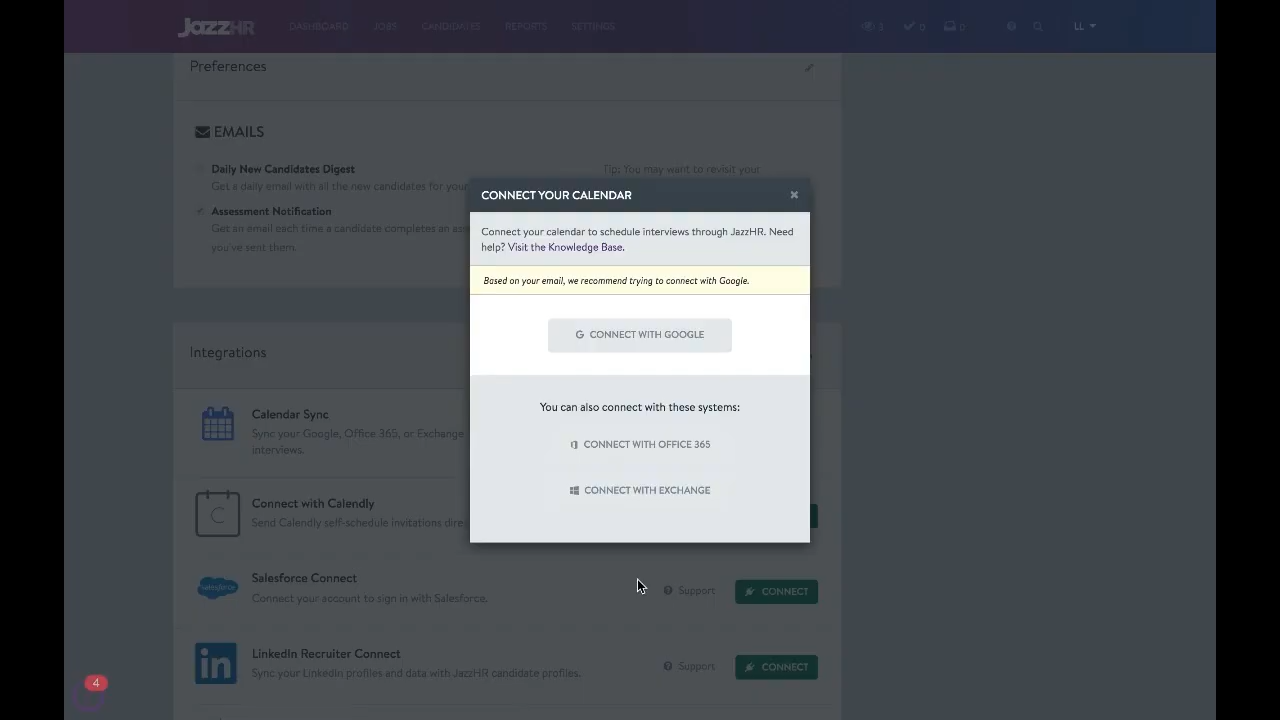 JazzHR DASHBOARD JOBS CANDIDATES REPORTS SETTINGS 3 0 0 LL
Preferences
EMAILS
Daily New Candidates Digest
Get a daily email with all the new candidates for your
Tip: You may want to revisit your
Assessment Notification
Get an email each time a candidate completes an
you've sent them.
CONNECT YOUR CALENDAR
Connect your calendar to schedule interviews through JazzHR. Need
help? Visit the Knowledge Base.
Based on your email, we recommend trying to connect with Google.
G CONNECT WITH GOOGLE
You can also connect with these systems:
CONNECT WITH OFFICE 365
CONNECT WITH EXCHANGE
Integrations
Calendar Sync
Sync your Google, Office 365, or Exchange
interviews.
C
Connect with Calendly
Send Calendly self-schedule invitations
salesforce
Salesforce Connect
Connect your account to sign in with Salesforce.
Support
CONNECT
in
LinkedIn Recruiter Connect
Sync your LinkedIn profiles and data with JazzHR candidate profiles.
Support
CONNECT
4